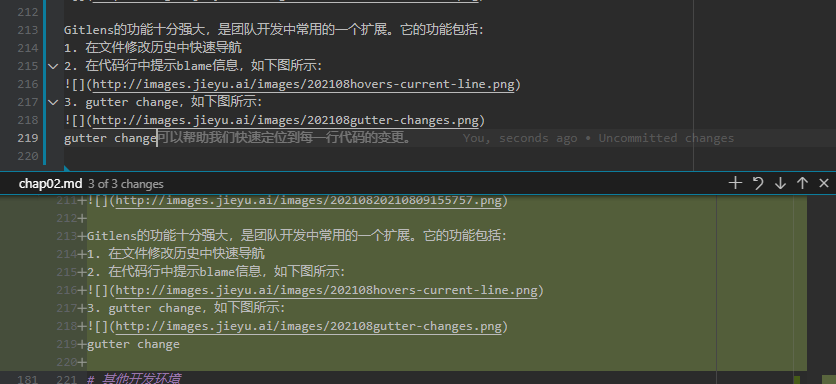 212
213 Gitlens的功能十分强大，是团队开发中常用的一个扩展。它的功能包括：
214 1. 在文件修改历史中快速导航
215 2. 在代码行中提示blame信息，如下图所示：
216 ![](http://images.jieyu.ai/images/202108hovers-current-line.png)
217 3. gutter change，如下图所示：
218 ![](http://images.jieyu.ai/images/202108gutter-changes.png)
219 gutter change可以帮助我们快速定位到每一行代码的变更。 You, seconds ago • Uncommitted changes
220
chap02.md 3 of 3 changes
211+![](http://images.jieyu.ai/images/20210820210809155757.png)
212+
213+Gitlens的功能十分强大，是团队开发中常用的一个扩展。它的功能包括：
214+1. 在文件修改历史中快速导航
215+2. 在代码行中提示blame信息，如下图所示：
216+![](http://images.jieyu.ai/images/202108hovers-current-line.png)
217+3. gutter change，如下图所示：
218+![](http://images.jieyu.ai/images/202108gutter-changes.png)
219+gutter change
220+
181 221 # 其他开发环境